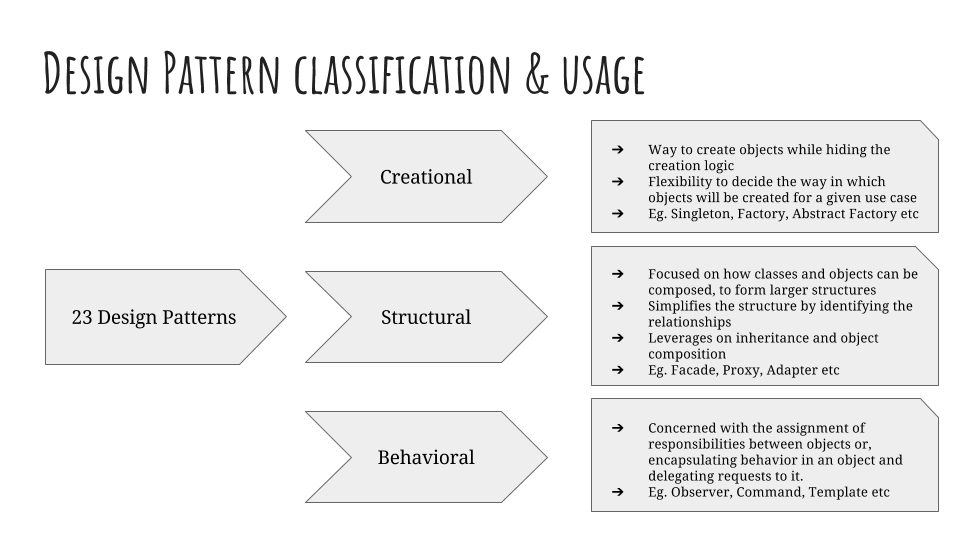 Design Pattern classification & usage
23 Design Patterns
Creational
➔ Way to create objects while hiding the
creation logic
➔ Flexibility to decide the way in which
objects will be created for a given use case
➔ Eg. Singleton, Factory, Abstract Factory etc
Structural
➔ Focused on how classes and objects can be
composed, to form larger structures
➔ Simplifies the structure by identifying the
relationships
➔ Leverages on inheritance and object
composition
➔ Eg. Facade, Proxy, Adapter etc
Behavioral
➔ Concerned with the assignment of
responsibilities between objects or,
encapsulating behavior in an object and
delegating requests to it.
➔ Eg. Observer, Command, Template etc